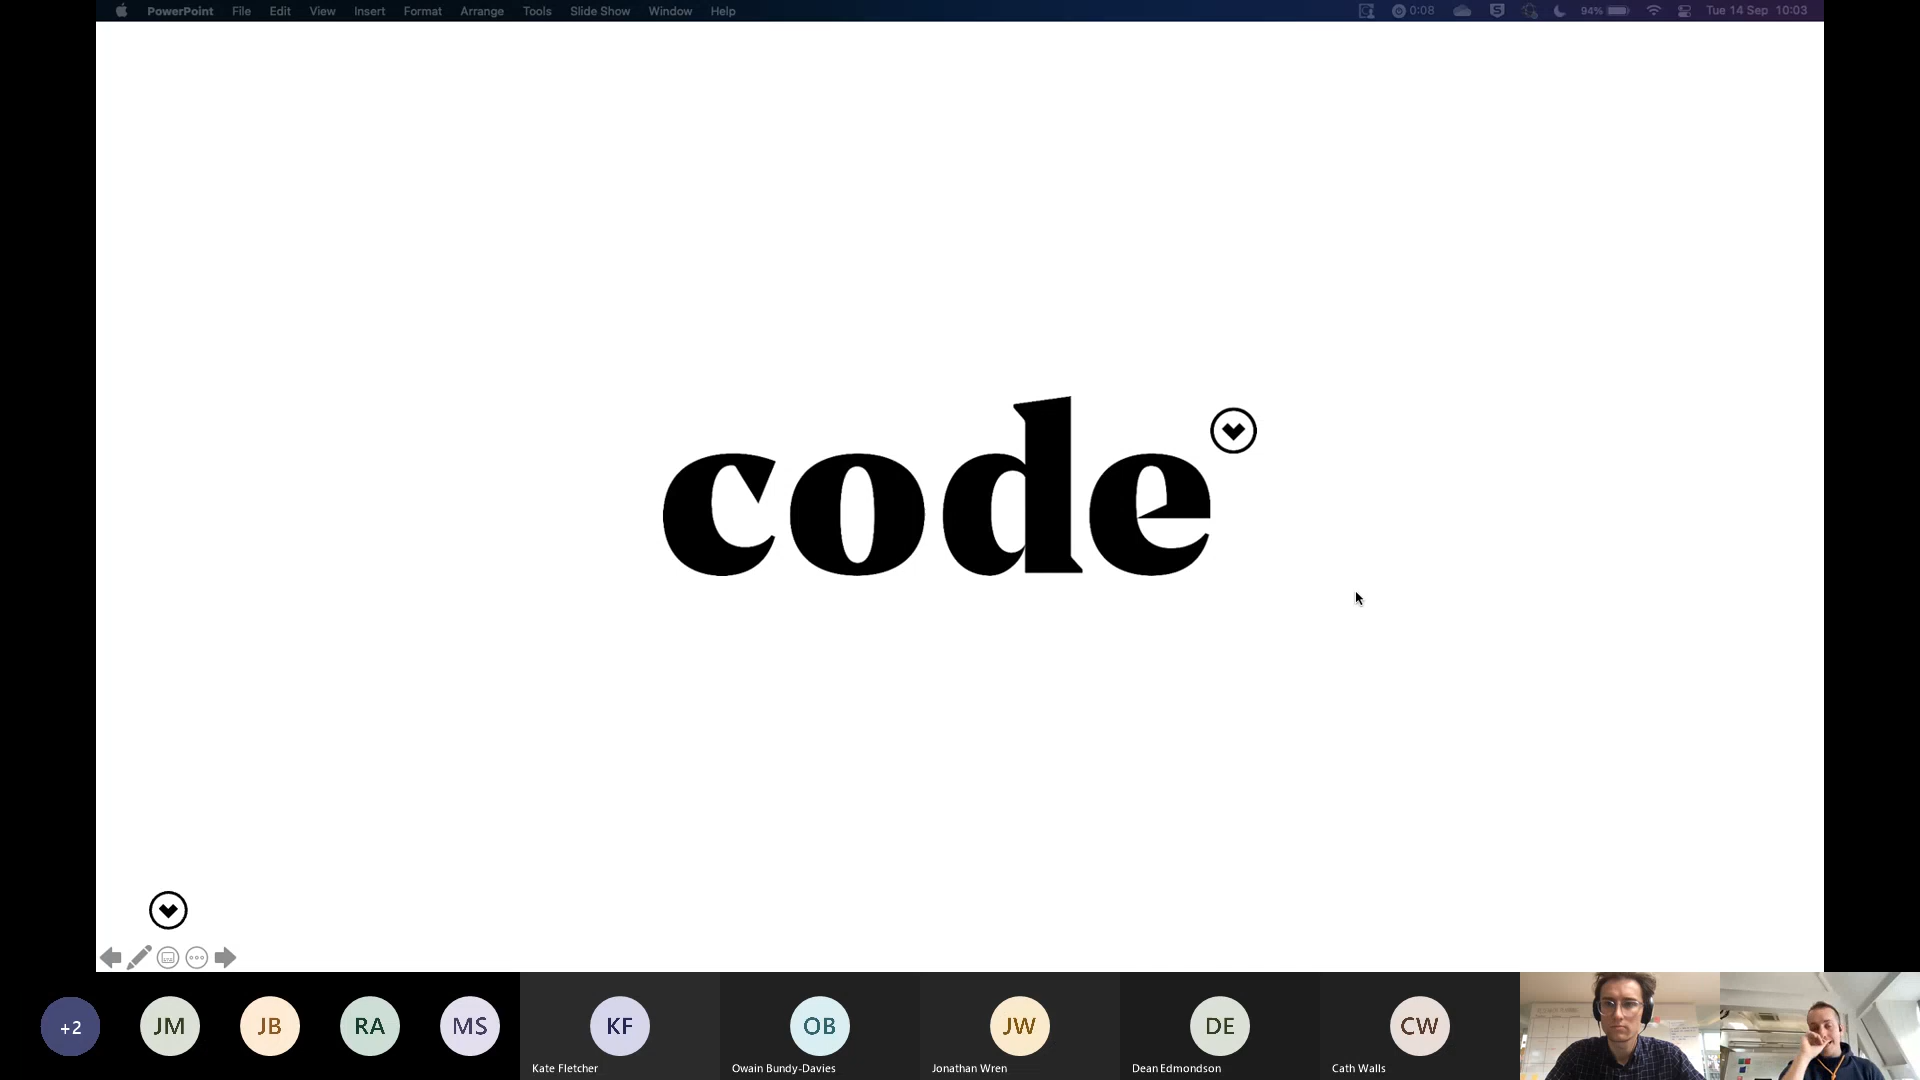 PowerPoint File Edit View Insert Format Arrange Tools Slide Show Window Help 0:08 94% Tue 14 Sep 10:03
code
+2 JM JB RA MS KF OB JW DE CW
Kate Fletcher Owain Bundy-Davies Jonathan Wren Dean Edmondson Cath Walls